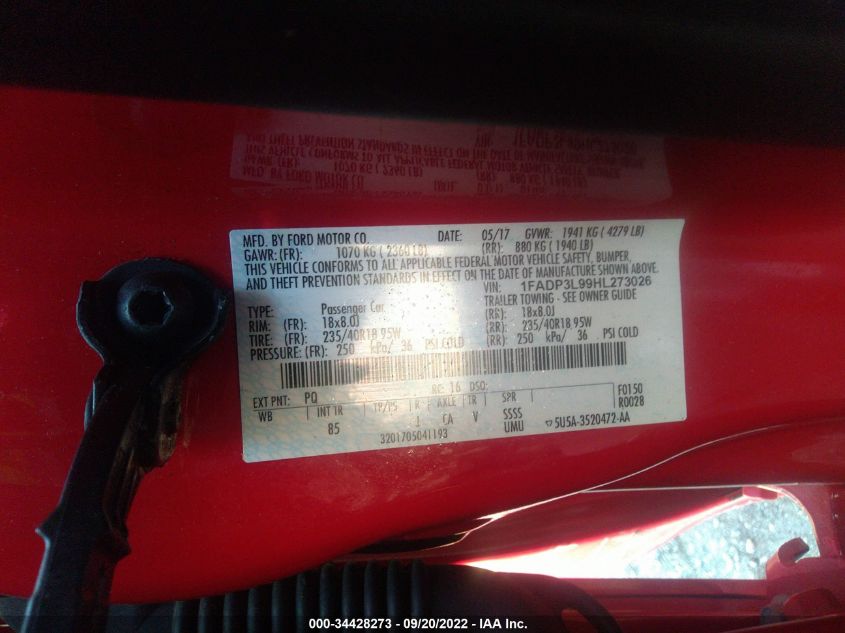 MFD. BY FORD MOTOR CO. DATE: 05/17 GVWR: 1941 KG ( 4279 LB)
GAWR: (FR): 1070 KG ( 2360 LB) (RR): 880 KG ( 1940 LB)
THIS VEHICLE CONFORMS TO ALL APPLICABLE FEDERAL MOTOR VEHICLE SAFETY, BUMPER,
AND THEFT PREVENTION STANDARDS IN EFFECT ON THE DATE OF MANUFACTURE SHOWN ABOVE.
VIN: 1FADP3L99HL273026
TYPE: Passenger Car TRAILER TOWING - SEE OWNER GUIDE
RIM: (FR): 18x8.0J (RR): 18x8.0J
TIRE: (FR): 235/40R18 95W (RR): 235/40R18 95W
PRESSURE: (FR): 250 kPa/ 36 PSI COLD (RR): 250 kPa/ 36 PSI COLD
EXT PNT: PQ RC: 16 DSO: F0150
WB INT TR TP/PS R AXLE TR SPR R0028
85 CA V SSSS
UMU 5U5A-3520472-AA
3201705041193
000-34428273 - 09/20/2022 - IAA Inc.